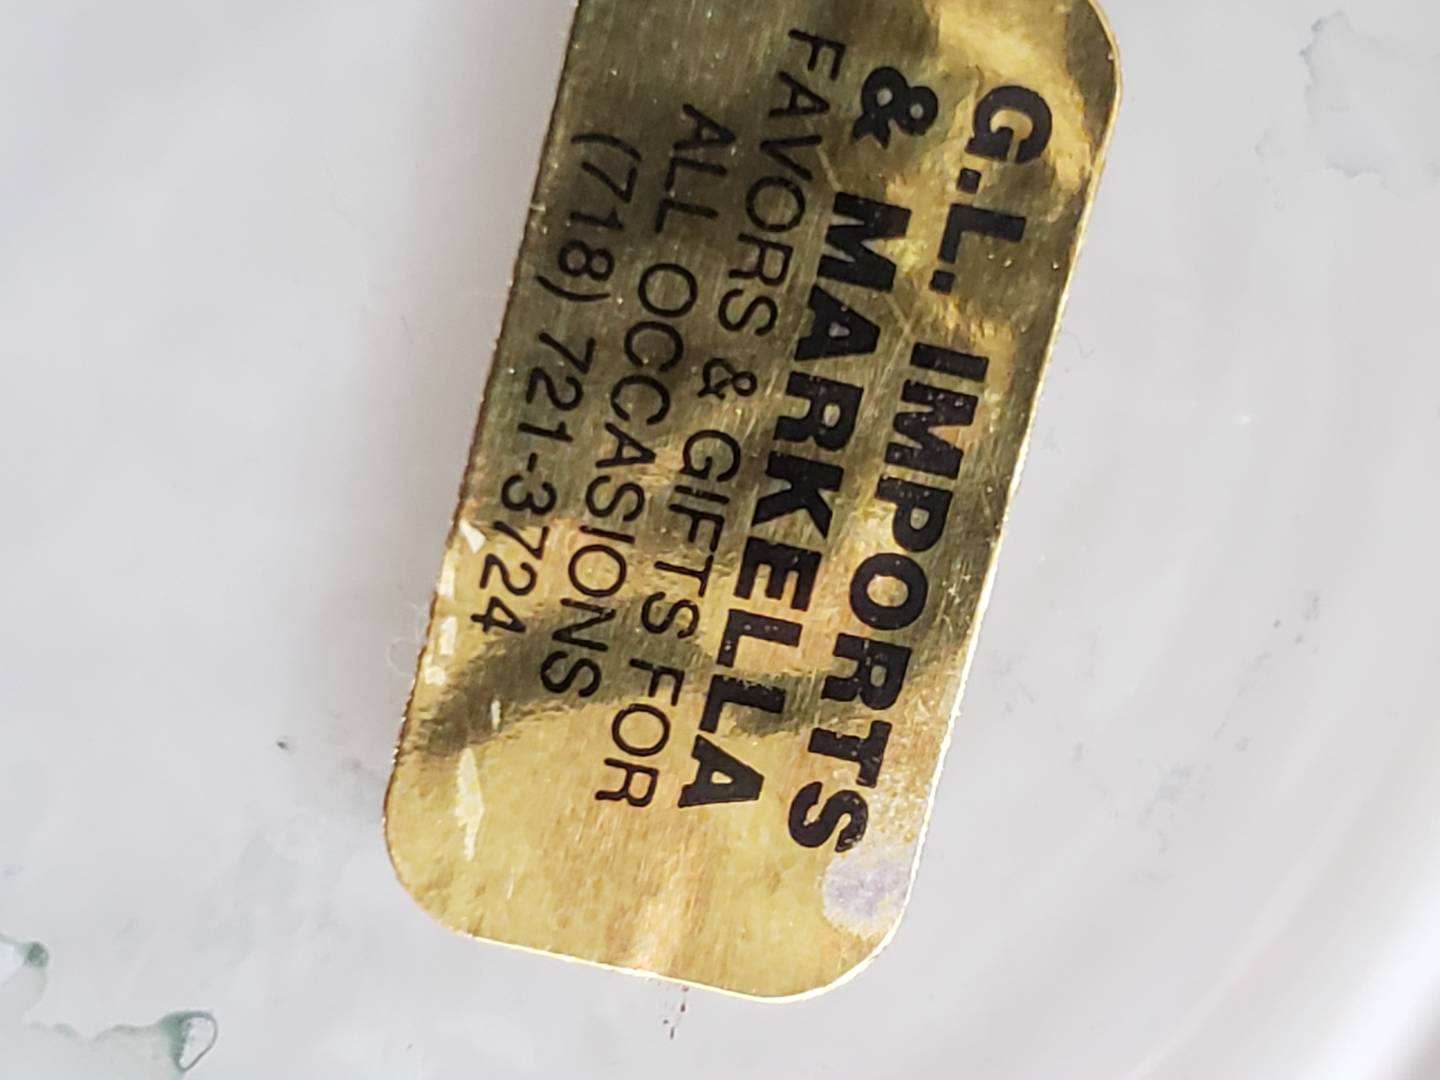 G.L. IMPORTS
& MARKELLA
FAVORS & GIFTS FOR
ALL OCCASIONS
(718) 721-3724